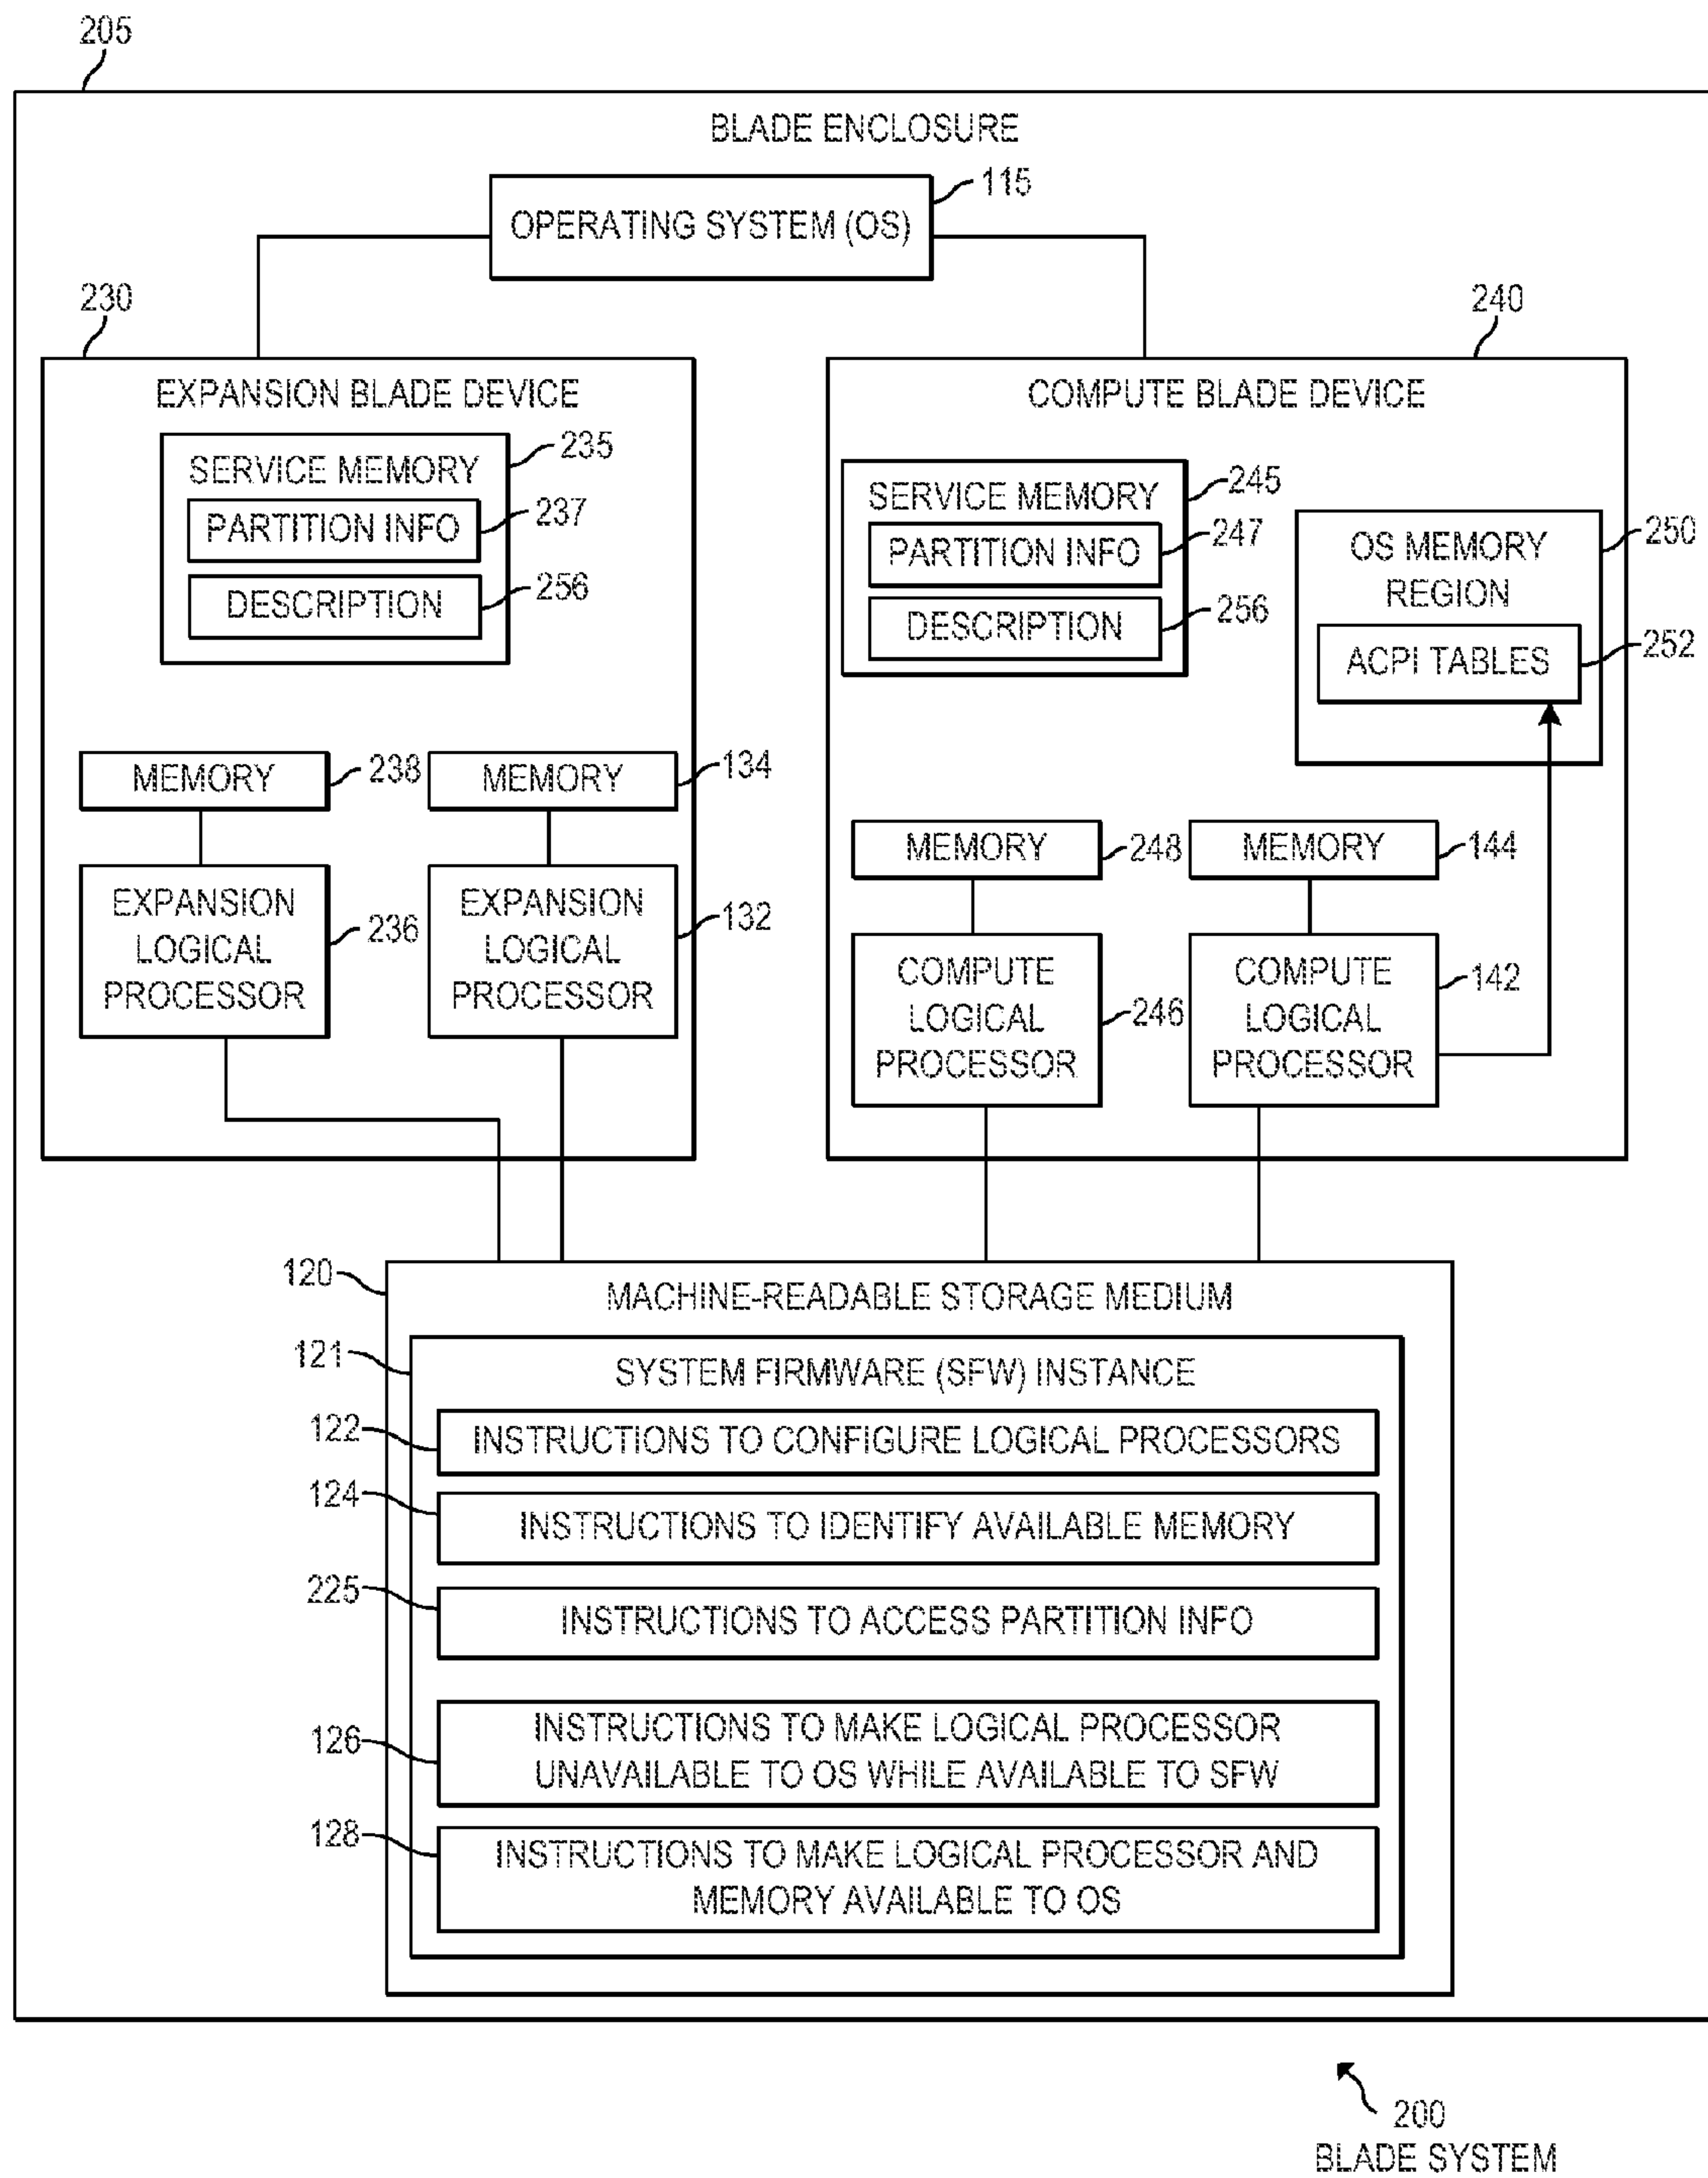 205
BLADE ENCLOSURE
115
OPERATING SYSTEM (OS)
230
240
EXPANSION BLADE DEVICE
SERVICE MEMORY
235
PARTITION INFO
237
DESCRIPTION
256
MEMORY
238
MEMORY
134
EXPANSION
LOGICAL
PROCESSOR
236
EXPANSION
LOGICAL
PROCESSOR
132
COMPUTE BLADE DEVICE
SERVICE MEMORY
245
PARTITION INFO
247
DESCRIPTION
256
OS MEMORY
REGION
250
ACPI TABLES
252
MEMORY
248
MEMORY
144
COMPUTE
LOGICAL
PROCESSOR
246
COMPUTE
LOGICAL
PROCESSOR
142
120
MACHINE-READABLE STORAGE MEDIUM
121
SYSTEM FIRMWARE (SFW) INSTANCE
122
INSTRUCTIONS TO CONFIGURE LOGICAL PROCESSORS
124
INSTRUCTIONS TO IDENTIFY AVAILABLE MEMORY
225
INSTRUCTIONS TO ACCESS PARTITION INFO
126
INSTRUCTIONS TO MAKE LOGICAL PROCESSOR
UNAVAILABLE TO OS WHILE AVAILABLE TO SFW
128
INSTRUCTIONS TO MAKE LOGICAL PROCESSOR AND
MEMORY AVAILABLE TO OS
200
BLADE SYSTEM